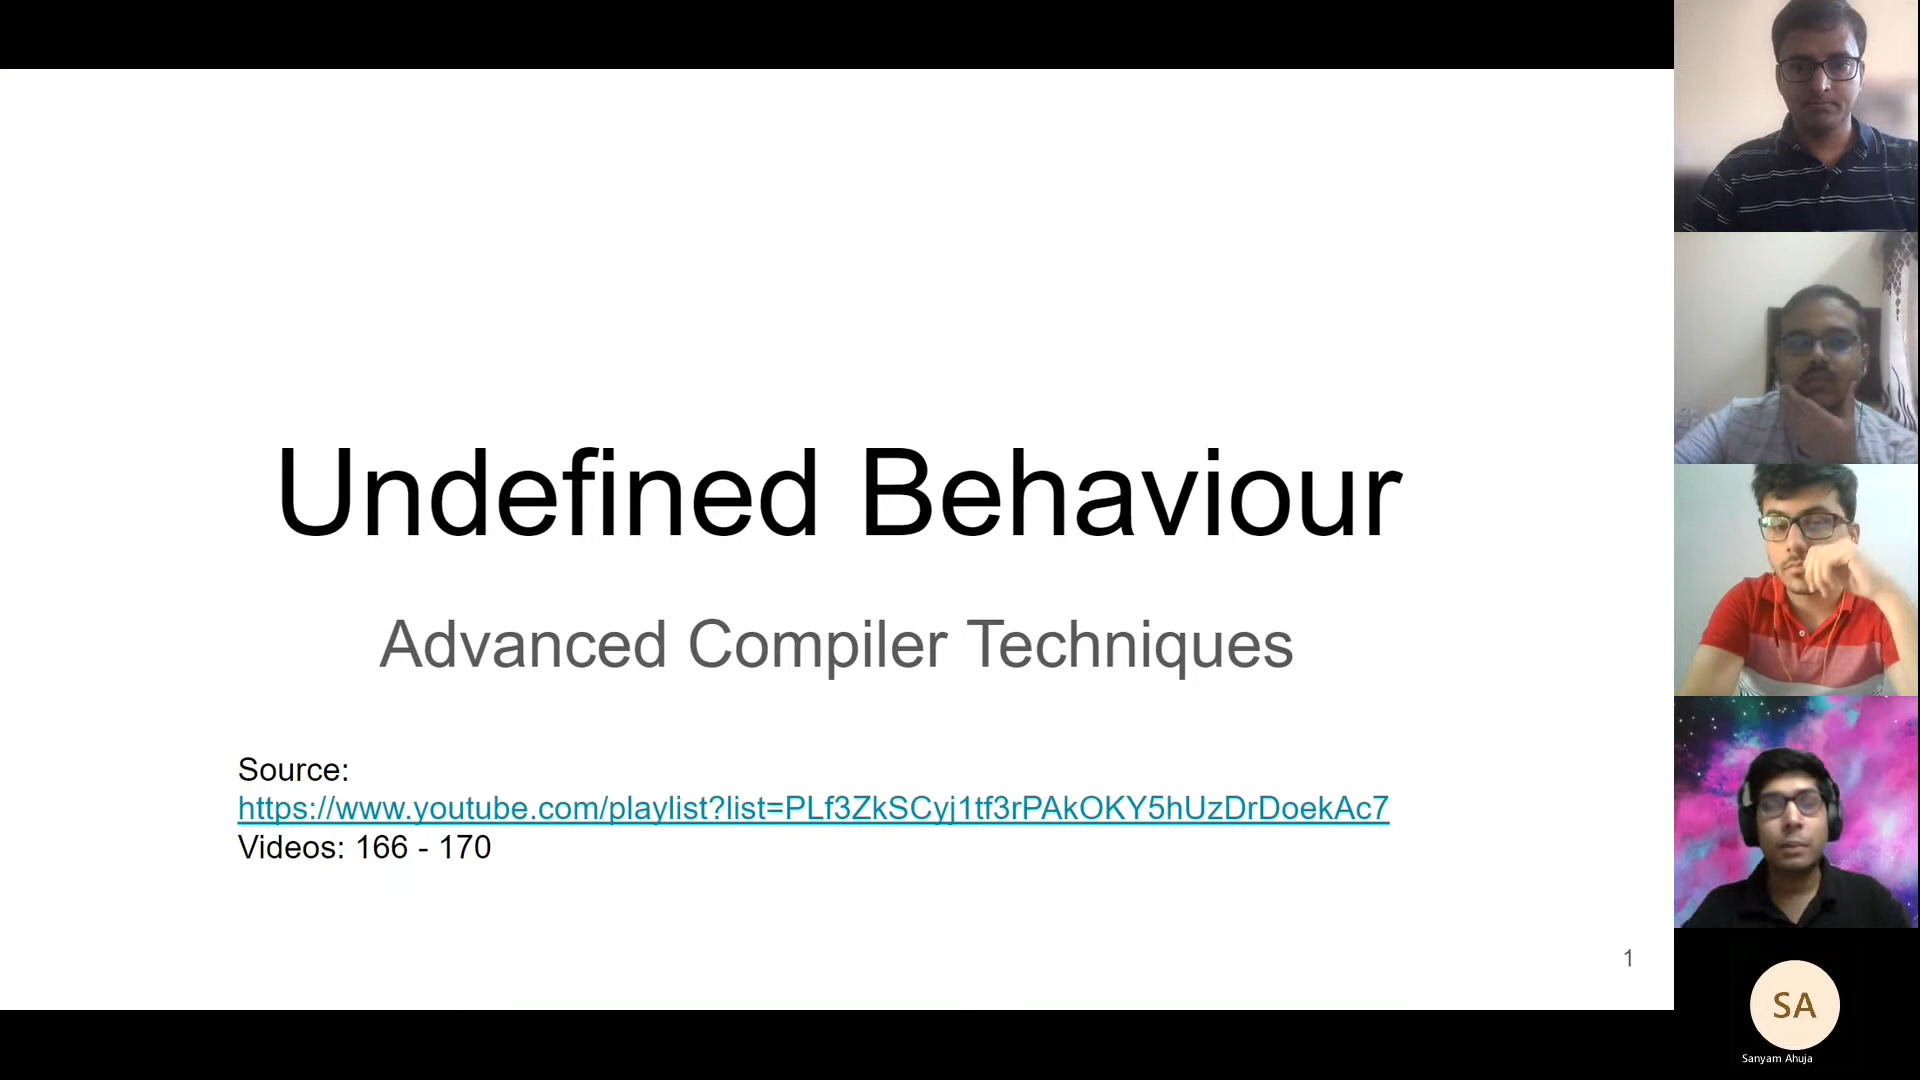 Undefined Behaviour
Advanced Compiler Techniques
Source:
https://www.youtube.com/playlist?list=PLf3ZkSCyj1tf3rPAkOKY5hUzDrDoekAc7
Videos: 166 - 170
1
SA
Sanyam Ahuja